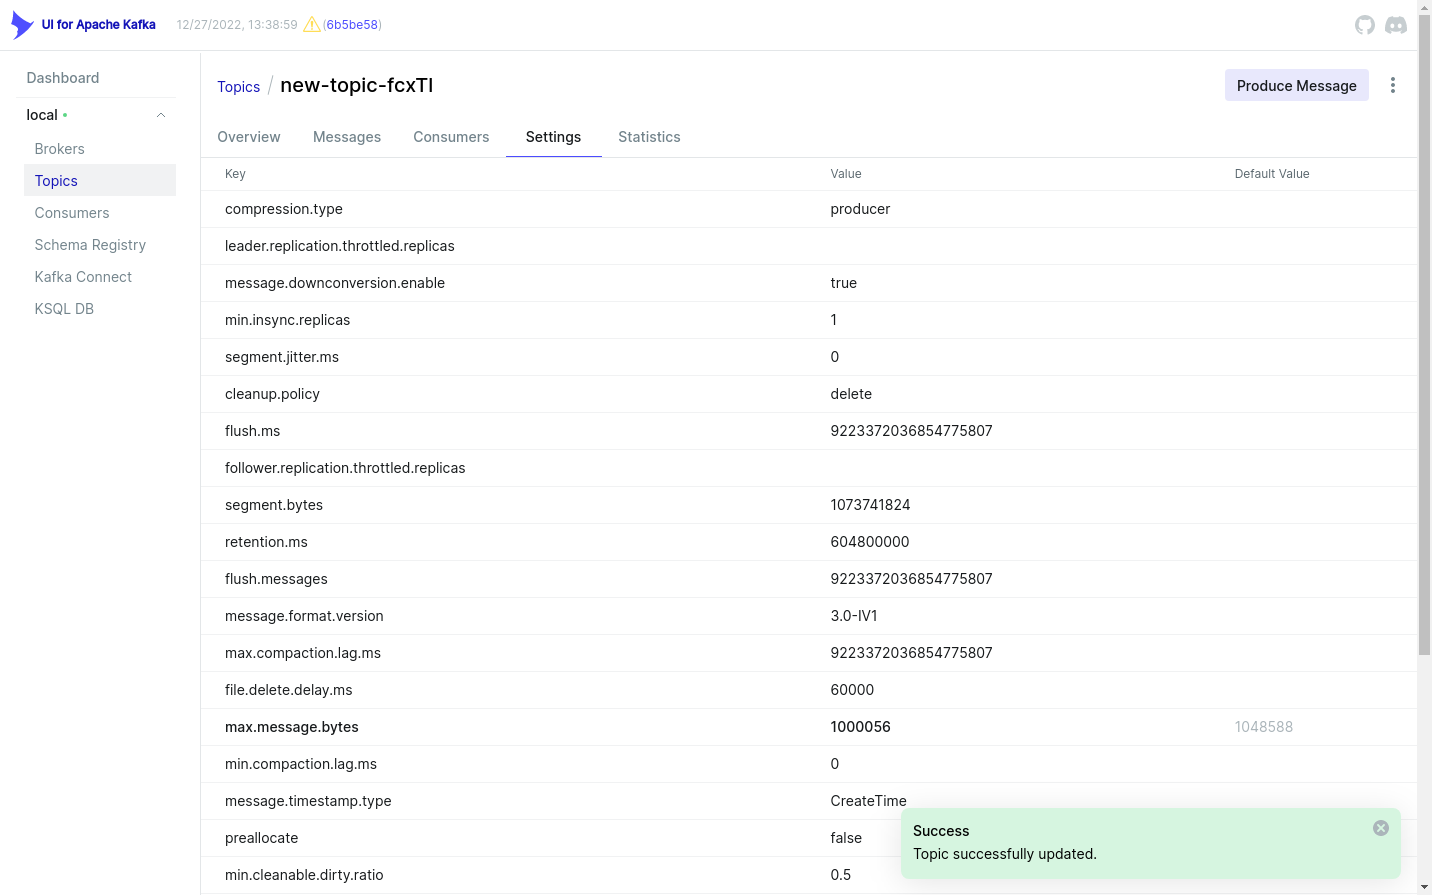 UI for Apache Kafka 12/27/2022, 13:38:59 (6b5be58)
Dashboard
local
Brokers
Topics
Consumers
Schema Registry
Kafka Connect
KSQL DB
Topics / new-topic-fcxTl
Produce Message
Overview Messages Consumers Settings Statistics
Key Value Default Value
compression.type producer
leader.replication.throttled.replicas
message.downconversion.enable true
min.insync.replicas 1
segment.jitter.ms 0
cleanup.policy delete
flush.ms 9223372036854775807
follower.replication.throttled.replicas
segment.bytes 1073741824
retention.ms 604800000
flush.messages 9223372036854775807
message.format.version 3.0-IV1
max.compaction.lag.ms 9223372036854775807
file.delete.delay.ms 60000
max.message.bytes 1000056 1048588
min.compaction.lag.ms 0
message.timestamp.type CreateTime
preallocate false
min.cleanable.dirty.ratio 0.5
Success
Topic successfully updated.